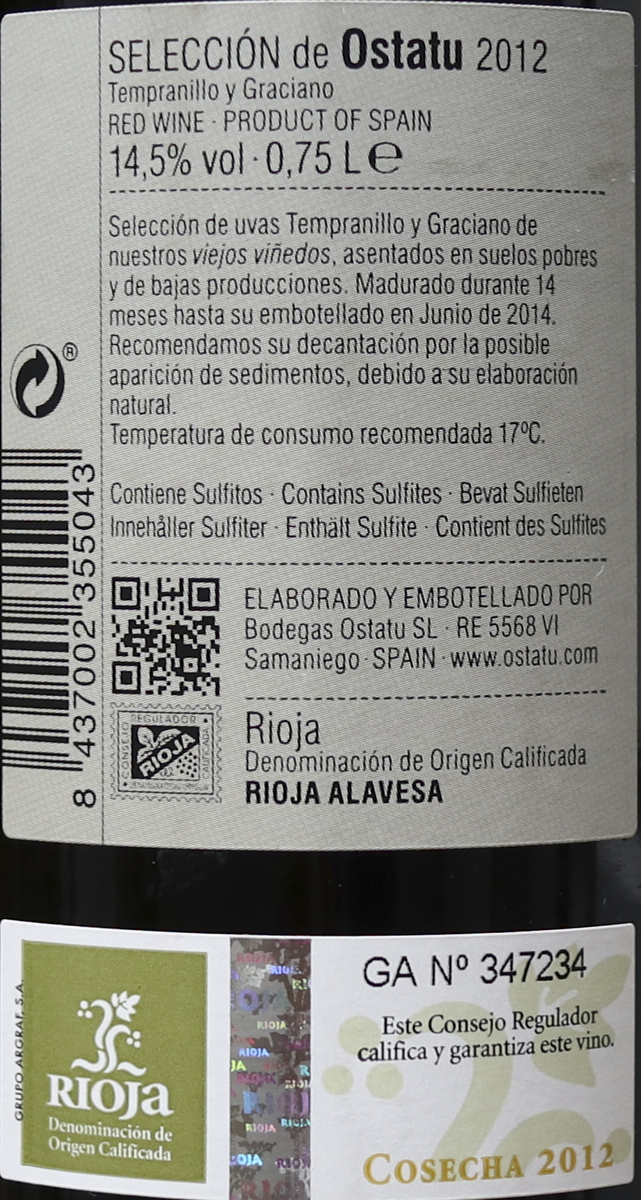 SELECCIÓN de Ostatu 2012
Tempranillo y Graciano
RED WINE · PRODUCT OF SPAIN
14,5% vol · 0,75 L e
Selección de uvas Tempranillo y Graciano de
nuestros viejos viñedos, asentados en suelos pobres
y de bajas producciones. Madurado durante 14
meses hasta su embotellado en Junio de 2014.
Recomendamos su decantación por la posible
aparición de sedimentos, debido a su elaboración
natural.
Temperatura de consumo recomendada 17ºC.
®
Contiene Sulfitos · Contains Sulfites · Bevat Sulfieten
Innehåller Sulfiter · Enthält Sulfite · Contient des Sulfites
8 437002 355043
ELABORADO Y EMBOTELLADO POR
Bodegas Ostatu SL · RE 5568 VI
Samaniego · SPAIN · www.ostatu.com
CONSEJO REGULADOR CALIFICADA
RIOJA
Rioja
Denominación de Origen Calificada
RIOJA ALAVESA
GRUPO ARGRAF, S.A.
RIOJA
Denominación de
Origen Calificada
RIOJA
RIOJA
RIOJA
GA Nº 347234
Este Consejo Regulador
califica y garantiza este vino.
COSECHA 2012